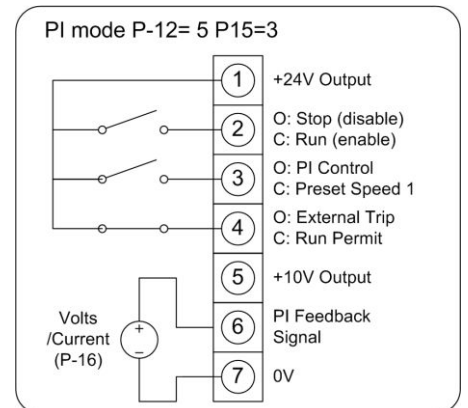 PI mode P-12= 5 P15=3
1 +24V Output
2 O: Stop (disable)
C: Run (enable)
3 O: PI Control
C: Preset Speed 1
4 O: External Trip
C: Run Permit
5 +10V Output
Volts
/Current
(P-16)
+
–
6 PI Feedback
Signal
7 0V